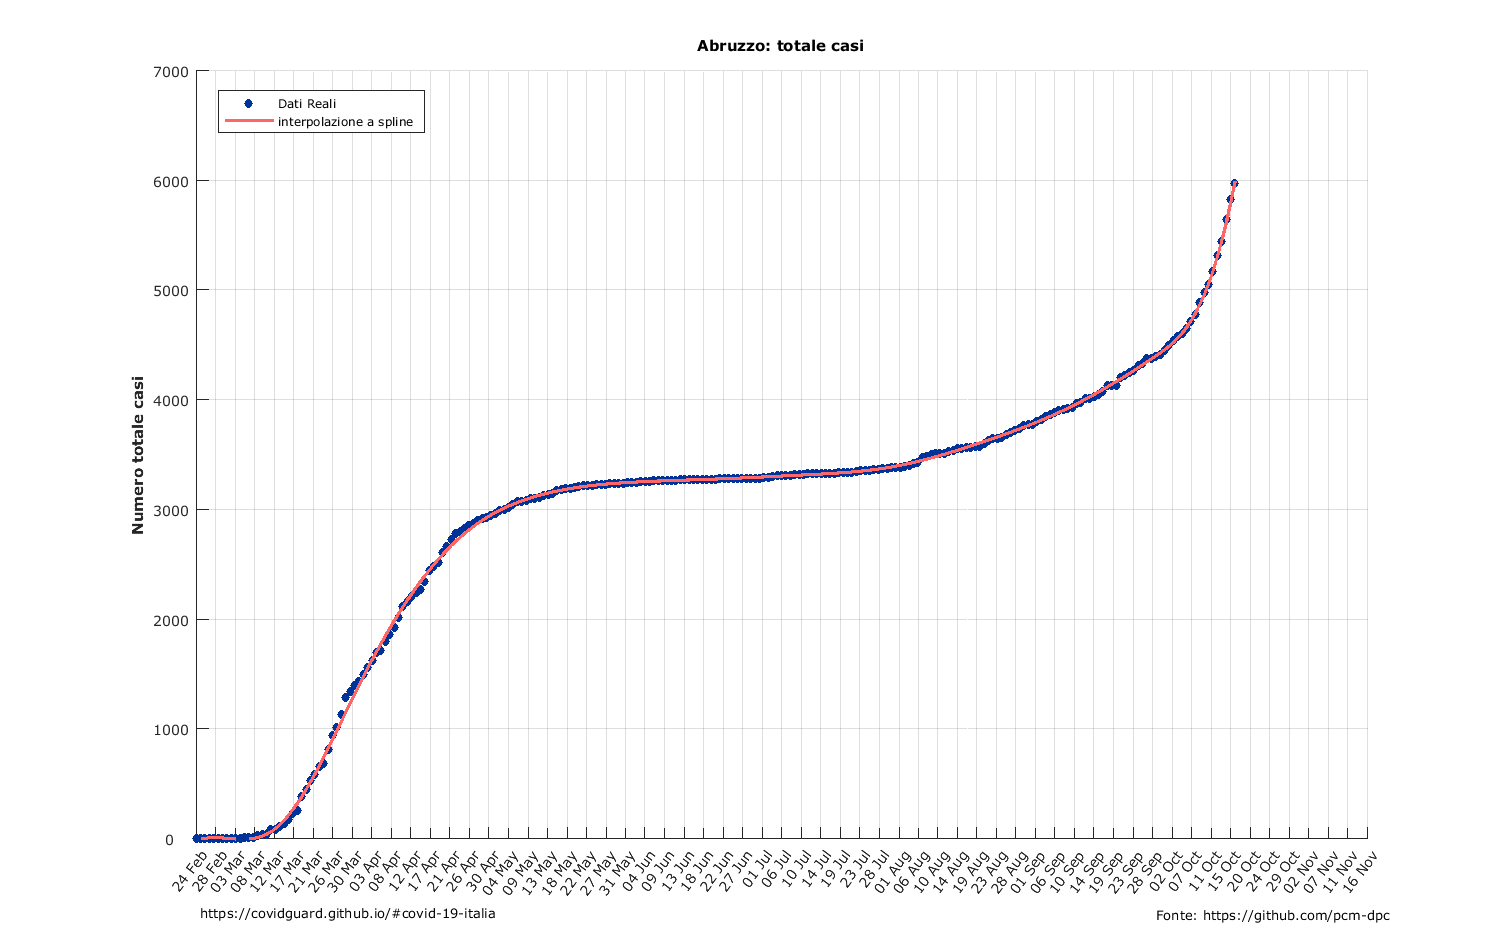 Abruzzo: totale casi
7000
6000
5000
4000
3000
2000
1000
0
Numero totale casi
Dati Reali
interpolazione a spline
24 Feb
28 Feb
03 Mar
08 Mar
12 Mar
17 Mar
21 Mar
26 Mar
30 Mar
03 Apr
08 Apr
12 Apr
17 Apr
21 Apr
26 Apr
30 Apr
04 May
09 May
13 May
18 May
22 May
27 May
31 May
04 Jun
09 Jun
13 Jun
18 Jun
22 Jun
27 Jun
01 Jul
06 Jul
10 Jul
14 Jul
19 Jul
23 Jul
28 Jul
01 Aug
06 Aug
10 Aug
14 Aug
19 Aug
23 Aug
28 Aug
01 Sep
06 Sep
10 Sep
14 Sep
19 Sep
23 Sep
28 Sep
02 Oct
07 Oct
11 Oct
15 Oct
20 Oct
24 Oct
29 Oct
02 Nov
07 Nov
11 Nov
16 Nov
https://covidguard.github.io/#covid-19-italia
Fonte: https://github.com/pcm-dpc